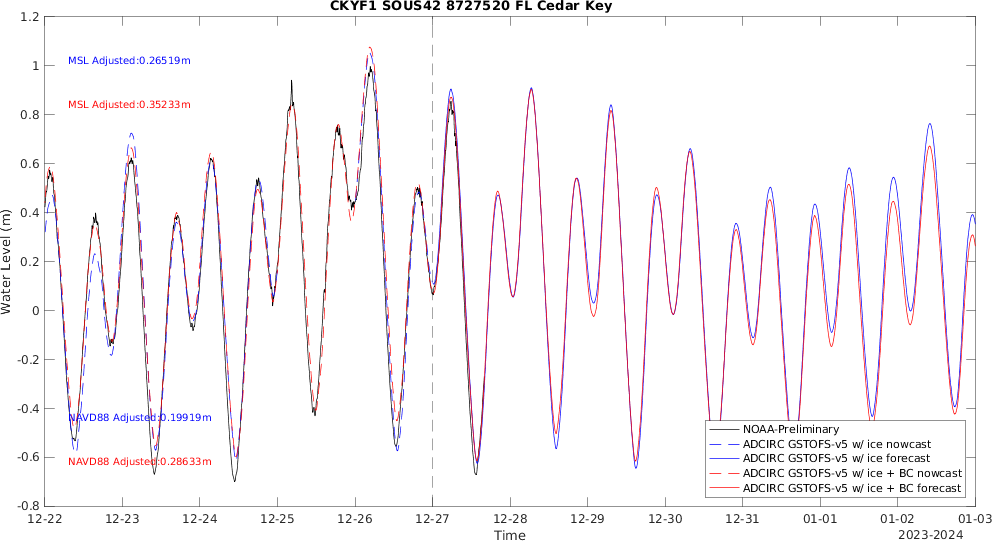 CKYF1 SOUS42 8727520 FL Cedar Key
1.2
1
0.8
0.6
0.4
0.2
0
-0.2
-0.4
-0.6
-0.8
Water Level (m)
MSL Adjusted:0.26519m
MSL Adjusted:0.35233m
NAVD88 Adjusted:0.19919m
NAVD88 Adjusted:0.28633m
NOAA-Preliminary
ADCIRC GSTOFS-v5 w/ ice nowcast
ADCIRC GSTOFS-v5 w/ ice forecast
ADCIRC GSTOFS-v5 w/ ice + BC nowcast
ADCIRC GSTOFS-v5 w/ ice + BC forecast
12-22 12-23 12-24 12-25 12-26 12-27 12-28 12-29 12-30 12-31 01-01 01-02 01-03
Time
2023-2024